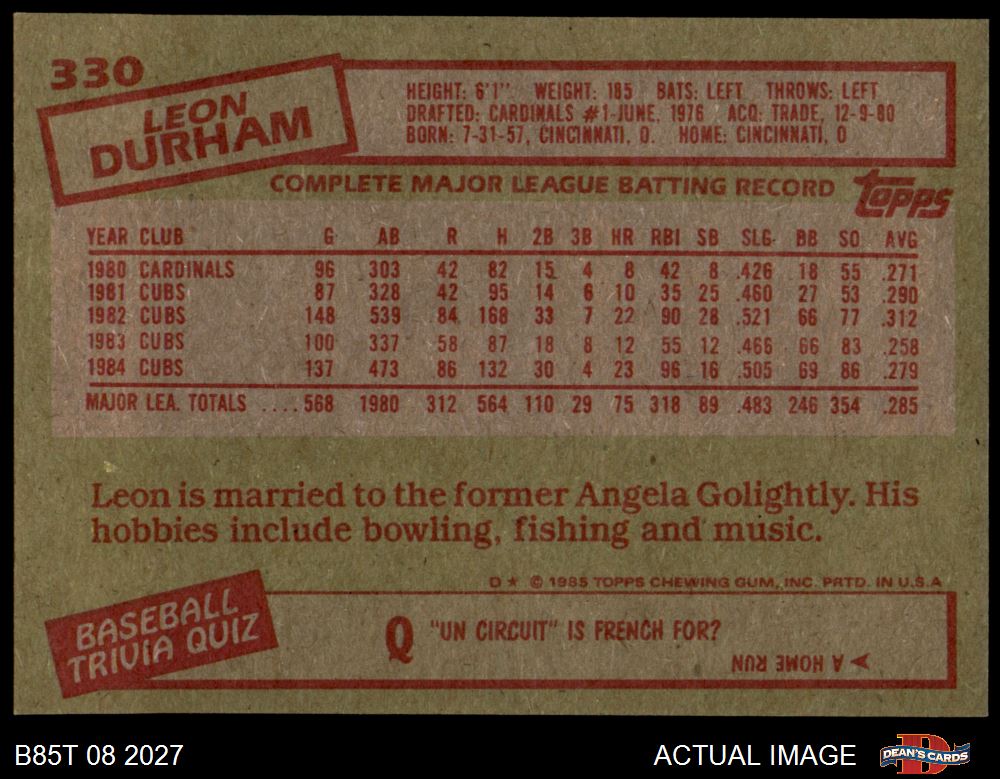 330
LEON
DURHAM
HEIGHT: 6'1" WEIGHT: 185 BATS: LEFT THROWS: LEFT
DRAFTED: CARDINALS #1-JUNE, 1976 ACQ: TRADE, 12-9-80
BORN: 7-31-57, CINCINNATI, O. HOME: CINCINNATI, O
COMPLETE MAJOR LEAGUE BATTING RECORD topps
YEAR CLUB G AB R H 2B 3B HR RBI SB SLG. BB SO AVG
1980 CARDINALS 96 303 42 82 15 4 8 42 8 .426 18 55 .271
1981 CUBS 87 328 42 95 14 6 10 35 25 .460 27 53 .290
1982 CUBS 148 539 84 168 33 7 22 90 28 .521 66 77 .312
1983 CUBS 100 337 58 87 18 8 12 55 12 .466 66 83 .258
1984 CUBS 137 473 86 132 30 4 23 96 16 .505 69 86 .279
MAJOR LEA. TOTALS ....568 1980 312 564 110 29 75 318 89 .483 246 354 .285
Leon is married to the former Angela Golightly. His
hobbies include bowling, fishing and music.
D ★ © 1985 TOPPS CHEWING GUM, INC. PRTD. IN U.S.A
BASEBALL
TRIVIA QUIZ
Q "UN CIRCUIT" IS FRENCH FOR?
A HOME RUN
B85T 08 2027
ACTUAL IMAGE
DEAN'S CARDS